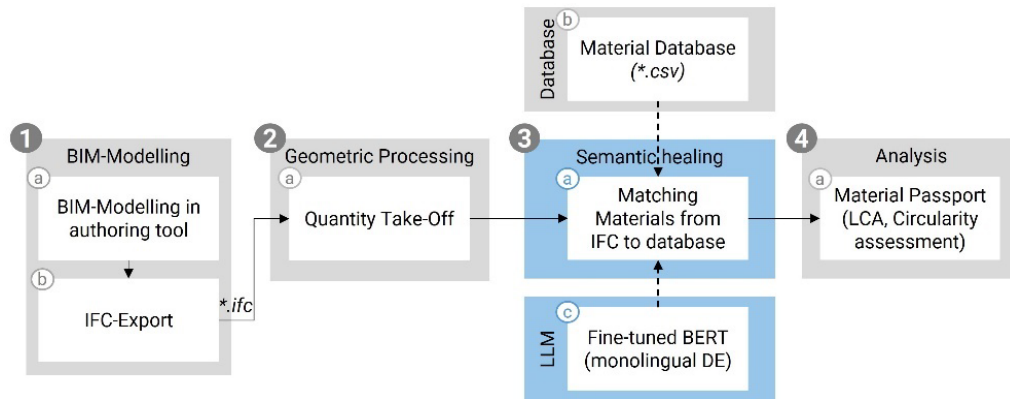 1
BIM-Modelling
a
BIM-Modelling in
authoring tool
b
IFC-Export
*.ifc
2
Geometric Processing
a
Quantity Take-Off
Database
b
Material Database
(*.csv)
3
Semantic healing
a
Matching
Materials from
IFC to database
LLM
c
Fine-tuned BERT
(monolingual DE)
4
Analysis
a
Material Passport
(LCA, Circularity
assessment)